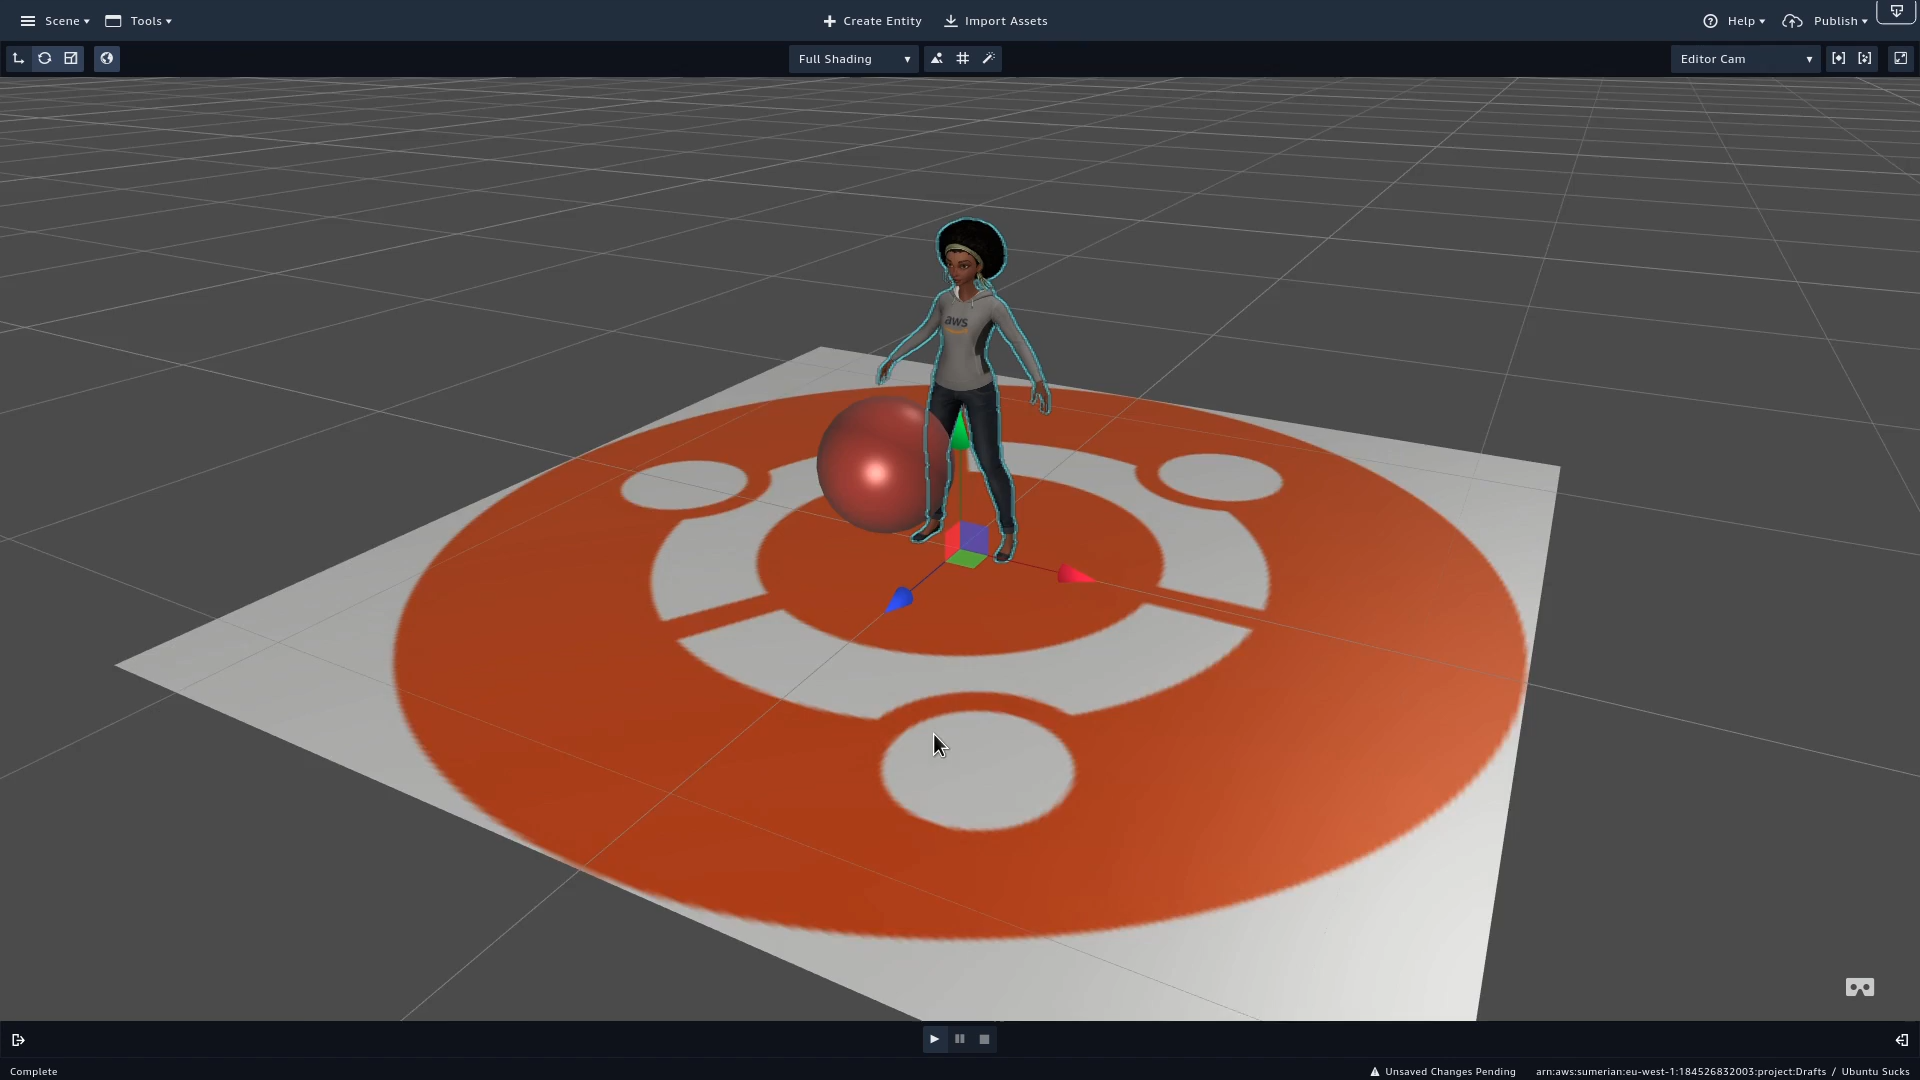 Scene
Tools
Create Entity
Import Assets
Help
Publish
Full Shading
Editor Cam
aws
Complete
Unsaved Changes Pending
arn:aws:sumerian:eu-west-1:184526832003:project:Drafts / Ubuntu Sucks